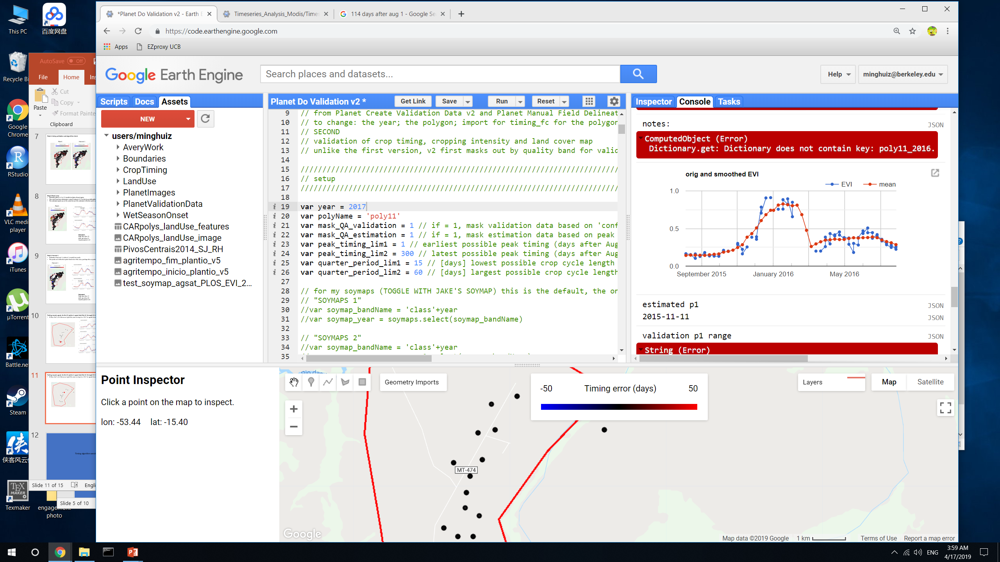 This PC
百度网盘
Google Chrome
RStudio
iTunes
µTorrent
Battle.net
Steam
Texmaker
AutoSave
Off
File
Home
Paste
Cut
Copy
Clipboard
7
8
9
10
11
12
Slide 11 of 15
Slide 5 of 10
photo
*Planet Do Validation v2 - Earth E
Timeseries_Analysis_Modis/Times
114 days after aug 1 - Google Se
https://code.earthengine.google.com
Apps
EZproxy UCB
Google Earth Engine
Search places and datasets...
Help
minghuiz@berkeley.edu
Scripts
Docs
Assets
NEW
users/minghuiz
AveryWork
Boundaries
CropTiming
LandUse
PlanetImages
PlanetValidationData
WetSeasonOnset
CARpolys_landUse_features
CARpolys_landUse_image
PivosCentrais2014_SJ_RH
agritempo_fim_plantio_v5
agritempo_inicio_plantio_v5
test_soymap_agsat_PLOS_EVI_2...
Planet Do Validation v2 *
Get Link
Save
Run
Reset
9 // from Planet Create Validation Data v2 and Planet Manual Field Delineat
10 // to change: the year; the polygon; import for timing_fc for the polygon
11 // SECOND
12 // validation of crop timing, cropping intensity and land cover map
13 // unlike the first version, v2 first masks out by quality band for valid
14
15 /////////////////////////////////////////////////////////////////////////
16 // setup
17 /////////////////////////////////////////////////////////////////////////
18
19 var year = 2017
20 var polyName = 'poly11'
21 var mask_QA_validation = 1 // if = 1, mask validation data based on 'conf
22 var mask_QA_estimation = 1 // if = 1, mask estimation data based on peak
23 var peak_timing_lim1 = 1 // earliest possible peak timing (days after Aug
24 var peak_timing_lim2 = 300 // latest possible peak timing (days after Aug
25 var quarter_period_lim1 = 15 // [days] lowest possible crop cycle length
26 var quarter_period_lim2 = 60 // [days] largest possible crop cycle length
27
28 // for my soymaps (TOGGLE WITH JAKE'S SOYMAP) this is the default, the on
29 // "SOYMAPS 1"
30 //var soymap_bandName = 'class'+year
31 //var soymap_year = soymaps.select(soymap_bandName)
32
33 // "SOYMAPS 2"
34 //var soymap_bandName = 'class'+year
35
Inspector
Console
Tasks
notes:
JSON
ComputedObject (Error)
Dictionary.get: Dictionary does not contain key: poly11_2016.
orig and smoothed EVI
EVI
mean
1.0
0.5
0.0
September 2015
January 2016
May 2016
estimated p1
JSON
2015-11-11
JSON
validation p1 range
JSON
String (Error)
Point Inspector
Click a point on the map to inspect.
lon: -53.44 lat: -15.40
Geometry Imports
-50
Timing error (days)
50
Layers
Map
Satellite
MT-474
Google
Map data ©2019 Google
1 km
Terms of Use
Report a map error
ENG
3:59 AM
4/17/2019